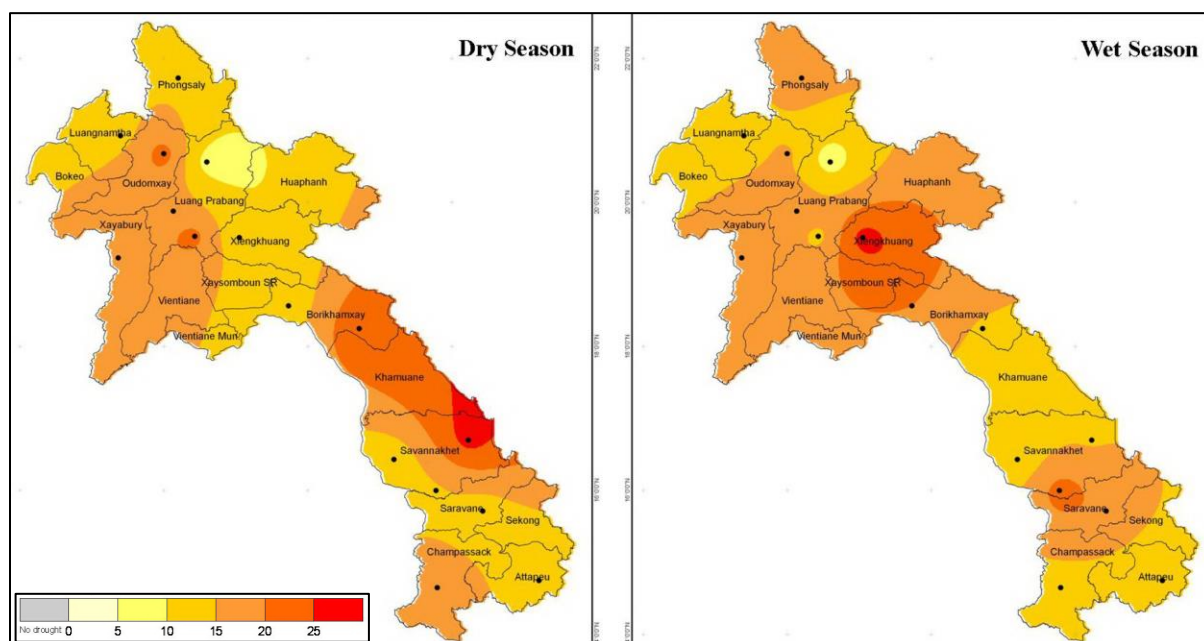 Dry Season
Phongsaly
Luangnamtha
Bokeo
Oudomxay
Huaphanh
Luang Prabang
Xayabury
Xiengkhuang
Xaysomboun SR
Vientiane
Borikhamxay
Vientiane Mun
Khamuane
Savannakhet
Saravane
Sekong
Champassack
Attapeu
No drought 0 5 10 15 20 25
Wet Season
Phongsaly
Luangnamtha
Bokeo
Oudomxay
Huaphanh
Luang Prabang
Xayabury
Xiengkhuang
Xaysomboun SR
Vientiane
Borikhamxay
Vientiane Mun
Khamuane
Savannakhet
Saravane
Sekong
Champassack
Attapeu